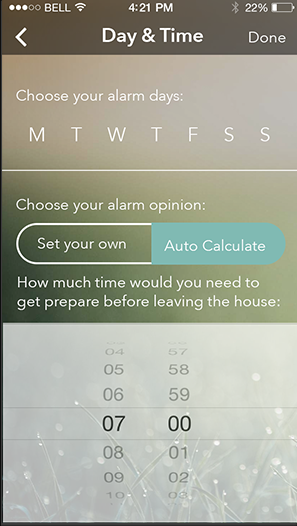 BELL 4:21 PM 22%
Day & Time Done
Choose your alarm days:
M T W T F S S
Choose your alarm opinion:
Set your own Auto Calculate
How much time would you need to
get prepare before leaving the house:
04 57
05 58
06 59
07 00
08 01
09 02
10 03